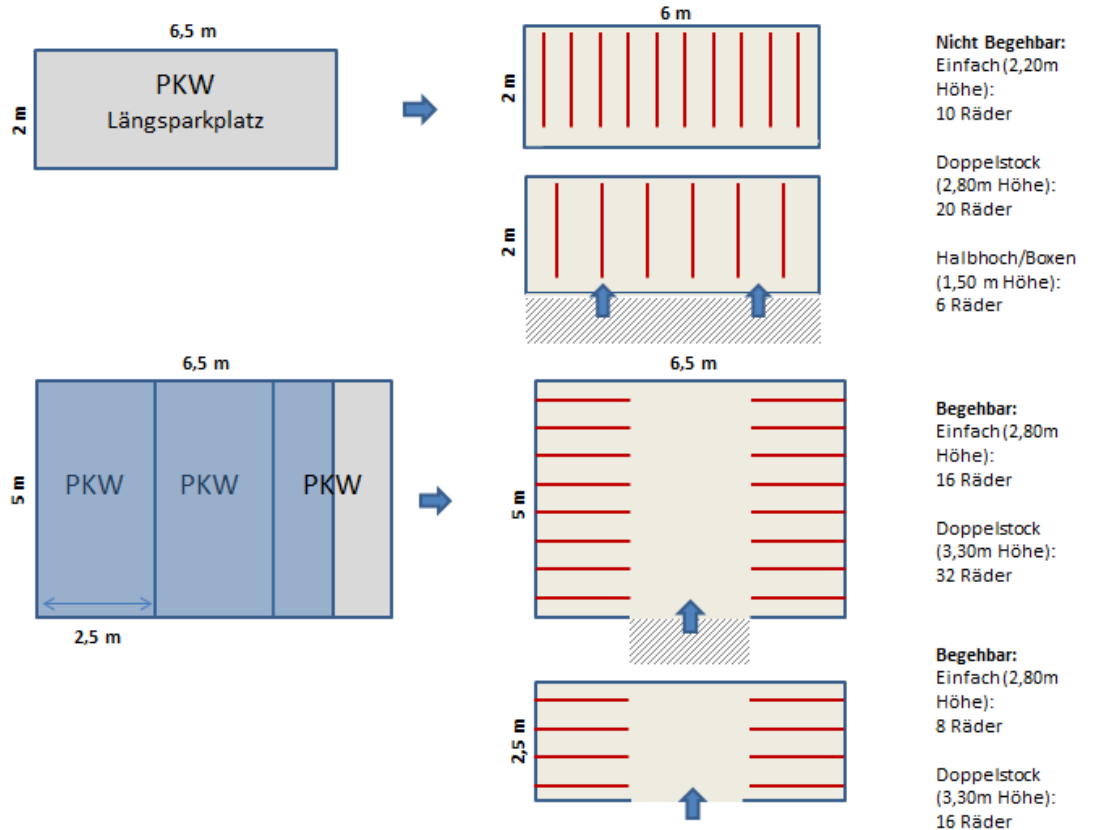 6,5 m
2 m
PKW
Längsparkplatz
6 m
2 m
2 m
Nicht Begehbar:
Einfach (2,20m
Höhe):
10 Räder
Doppelstock
(2,80m Höhe):
20 Räder
Halbhoch/Boxen
(1,50 m Höhe):
6 Räder
6,5 m
5 m
PKW
PKW
PKW
2,5 m
6,5 m
5 m
Begehbar:
Einfach (2,80m
Höhe):
16 Räder
Doppelstock
(3,30m Höhe):
32 Räder
2,5 m
Begehbar:
Einfach (2,80m
Höhe):
8 Räder
Doppelstock
(3,30m Höhe):
16 Räder